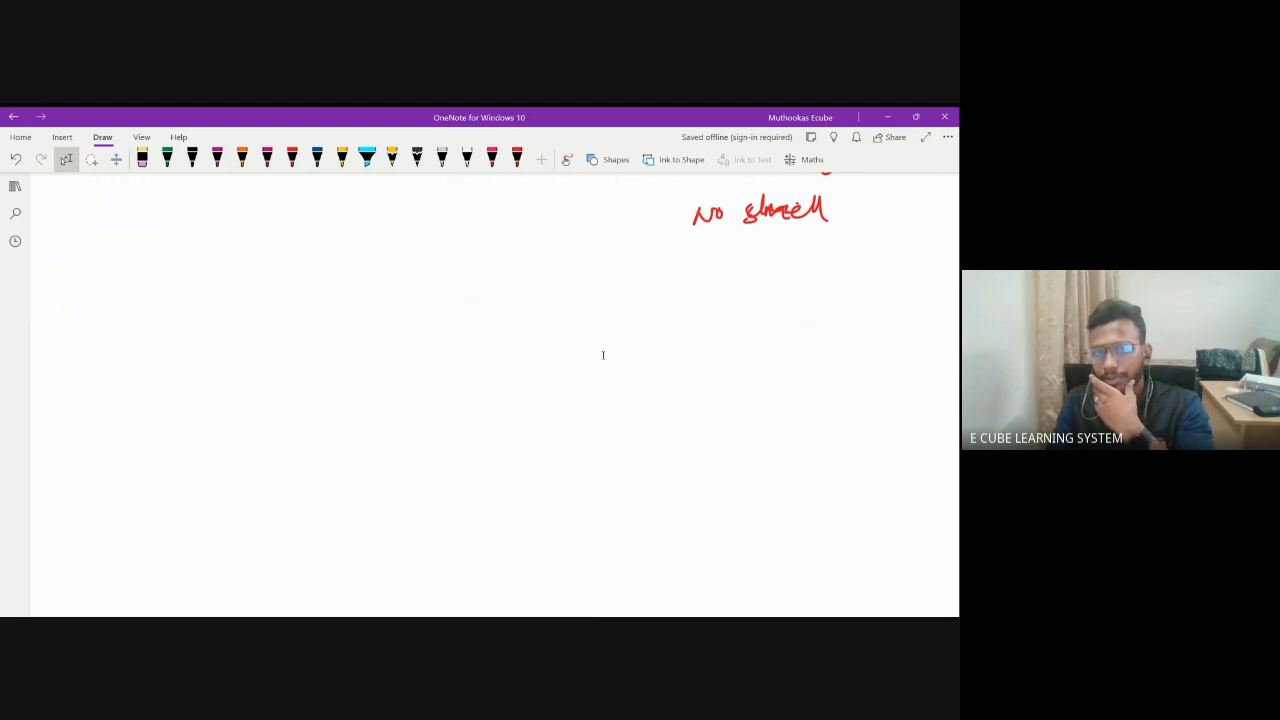 OneNote for Windows 10
Muthookas Ecube
Home Insert Draw View Help
Saved offline (sign-in required)
Share
Shapes
Ink to Shape
Ink to Text
Maths
No
E CUBE LEARNING SYSTEM